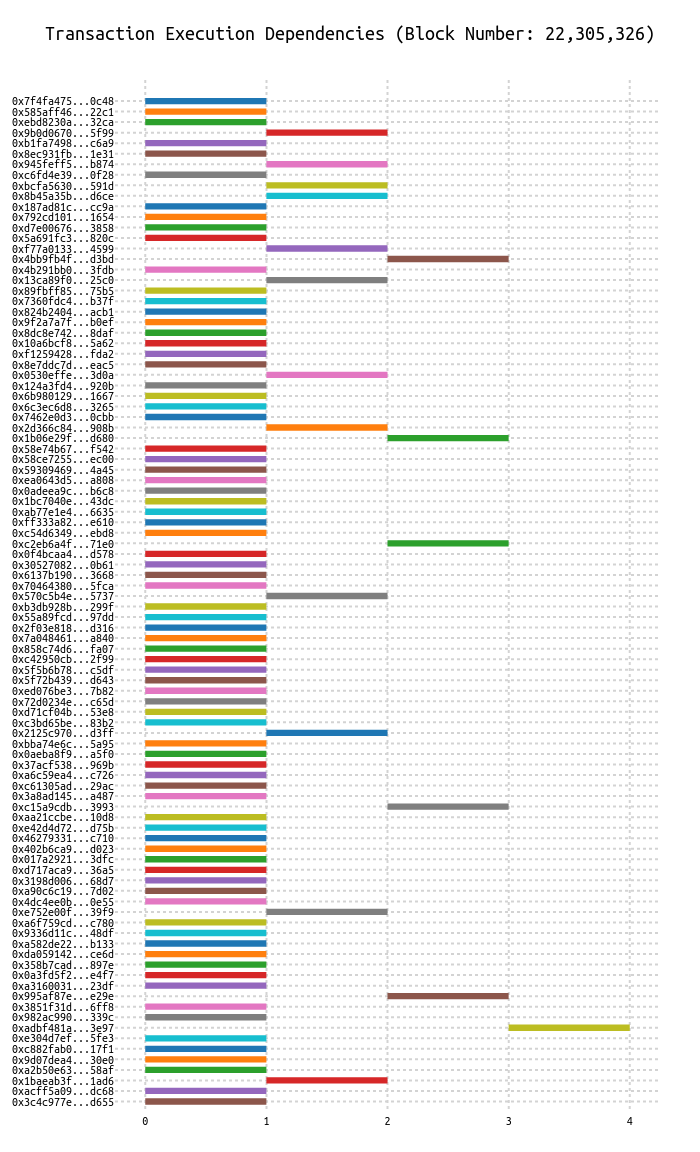 Transaction Execution Dependencies (Block Number: 22,305,326)
0x7f4fa475...0c48
0x585aff46...22c1
0xebd8230a...32ca
0x9b0d0670...5f99
0xb1fa7498...c6a9
0x8ec931fb...1e31
0x945feff5...b874
0xc6fd4e39...0f28
0xbcfa5630...591d
0x8b45a35b...d6ce
0x187ad81c...cc9a
0x792cd101...1654
0xd7e00676...3858
0x5a691fc3...820c
0xf77a0133...4599
0x4bb9fb4f...d3bd
0x4b291bb0...3fdb
0x13ca89f0...25c0
0x89fbff85...75b5
0x7360fdc4...b37f
0x824b2404...acb1
0x9f2a7a7f...b0ef
0x8dc8e742...8daf
0x10a6bcf8...5a62
0xf1259428...fda2
0x8e7ddc7d...eac5
0x0530effe...3d0a
0x124a3fd4...920b
0x6b980129...1667
0x6c3ec6d8...3265
0x7462e0d3...0cbb
0x2d366c84...908b
0x1b06e29f...d680
0x58e74b67...f542
0x58ce7255...ec00
0x59309469...4a45
0xea0643d5...a808
0x0adeea9c...b6c8
0x1bc7040e...43dc
0xab77e1e4...6635
0xff333a82...e610
0xc54d6349...ebd8
0xc2eb6a4f...71e0
0x0f4bcaa4...d578
0x30527082...0b61
0x6137b190...3668
0x70464380...5fca
0x570c5b4e...5737
0xb3db928b...299f
0x55a89fcd...97dd
0x2f03e818...d316
0x7a048461...a840
0x858c74d6...fa07
0xc42950cb...2f99
0x5f5b6b78...c5df
0x5f72b439...d643
0xed076be3...7b82
0x72d0234e...c65d
0xd71cf04b...53e8
0xc3bd65be...83b2
0x2125c970...d3ff
0xbba74e6c...5a95
0x0aeba8f9...a5f0
0x37acf538...969b
0xa6c59ea4...c726
0xc61305ad...29ac
0x3a8ad145...a487
0xc15a9cdb...3993
0xaa21ccbe...10d8
0xe42d4d72...d75b
0x46279331...c710
0x402b6ca9...d023
0x017a2921...3dfc
0xd717aca9...36a5
0x3198d006...68d7
0xa90c6c19...7d02
0x4dc4ee0b...0e55
0xe752e00f...39f9
0xa6f759cd...c780
0x9336d11c...48df
0xa582de22...b133
0xda059142...ce6d
0x358b7cad...897e
0x0a3fd5f2...e4f7
0xa3160031...23df
0x995af87e...e29e
0x3851f31d...6ff8
0x982ac990...339c
0xadbf481a...3e97
0xe304d7ef...5fe3
0xc882fab0...17f1
0x9d07dea4...30e0
0xa2b50e63...58af
0x1baeab3f...1ad6
0xacff5a09...dc68
0x3c4c977e...d655
0 1 2 3 4